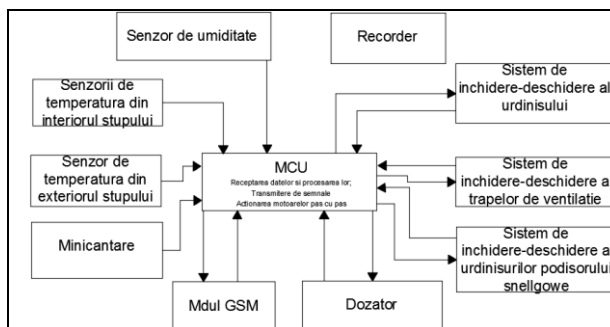 Senzor de umiditate
Recorder
Senzorii de
temperatura din
interiorul stupului
Sistem de
inchidere-deschidere al
urdinisului
MCU
Receptarea datelor si procesarea lor;
Transmitere de semnale
Actionarea motoarelor pas cu pas
Senzor de
temperatura din
exteriorul stupului
Sistem de
inchidere-deschidere a
trapelor de ventilatie
Minicantare
Sistem de
inchidere-deschidere a
urdinisurilor podisorului
snellgowe
Mdul GSM
Dozator